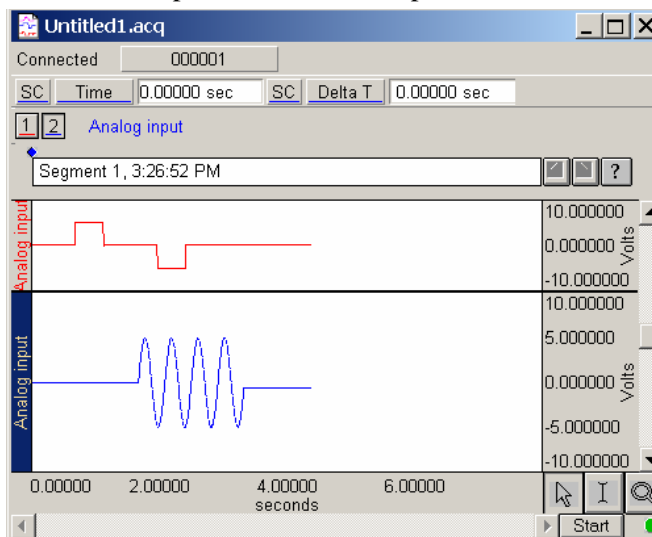 Untitled1.acq
Connected 000001
SC Time 0.00000 sec SC Delta T 0.00000 sec
1 2 Analog input
Segment 1, 3:26:52 PM ?
Analog input
10.000000
0.000000
-10.000000
Volts
Analog input
10.000000
5.000000
0.000000
-5.000000
-10.000000
Volts
0.00000 2.00000 4.00000 6.00000
seconds
Start